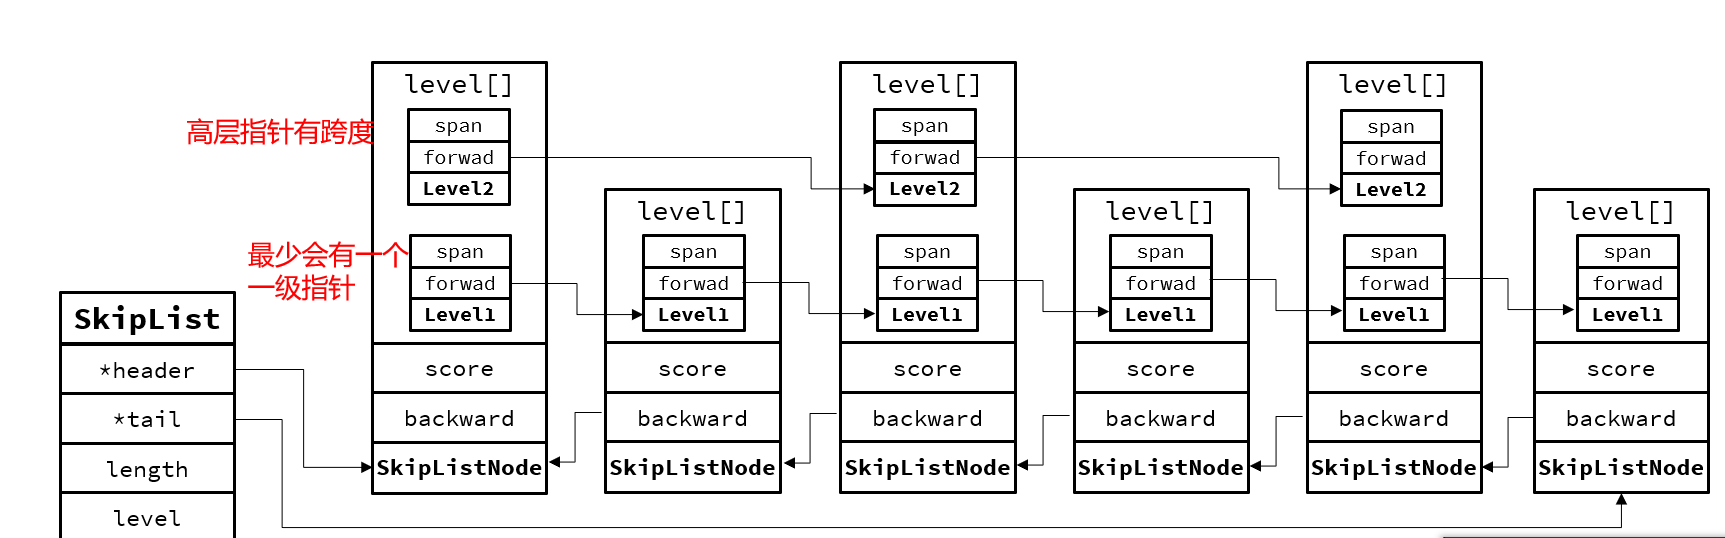 高层指针有跨度
最少会有一个
一级指针
SkipList
*header
*tail
length
level
level[]
span
forwad
Level2
span
forwad
Level1
score
backward
SkipListNode
level[]
span
forwad
Level1
score
backward
SkipListNode
level[]
span
forwad
Level2
span
forwad
Level1
score
backward
SkipListNode
level[]
span
forwad
Level1
score
backward
SkipListNode
level[]
span
forwad
Level2
span
forwad
Level1
score
backward
SkipListNode
level[]
span
forwad
Level1
score
backward
SkipListNode